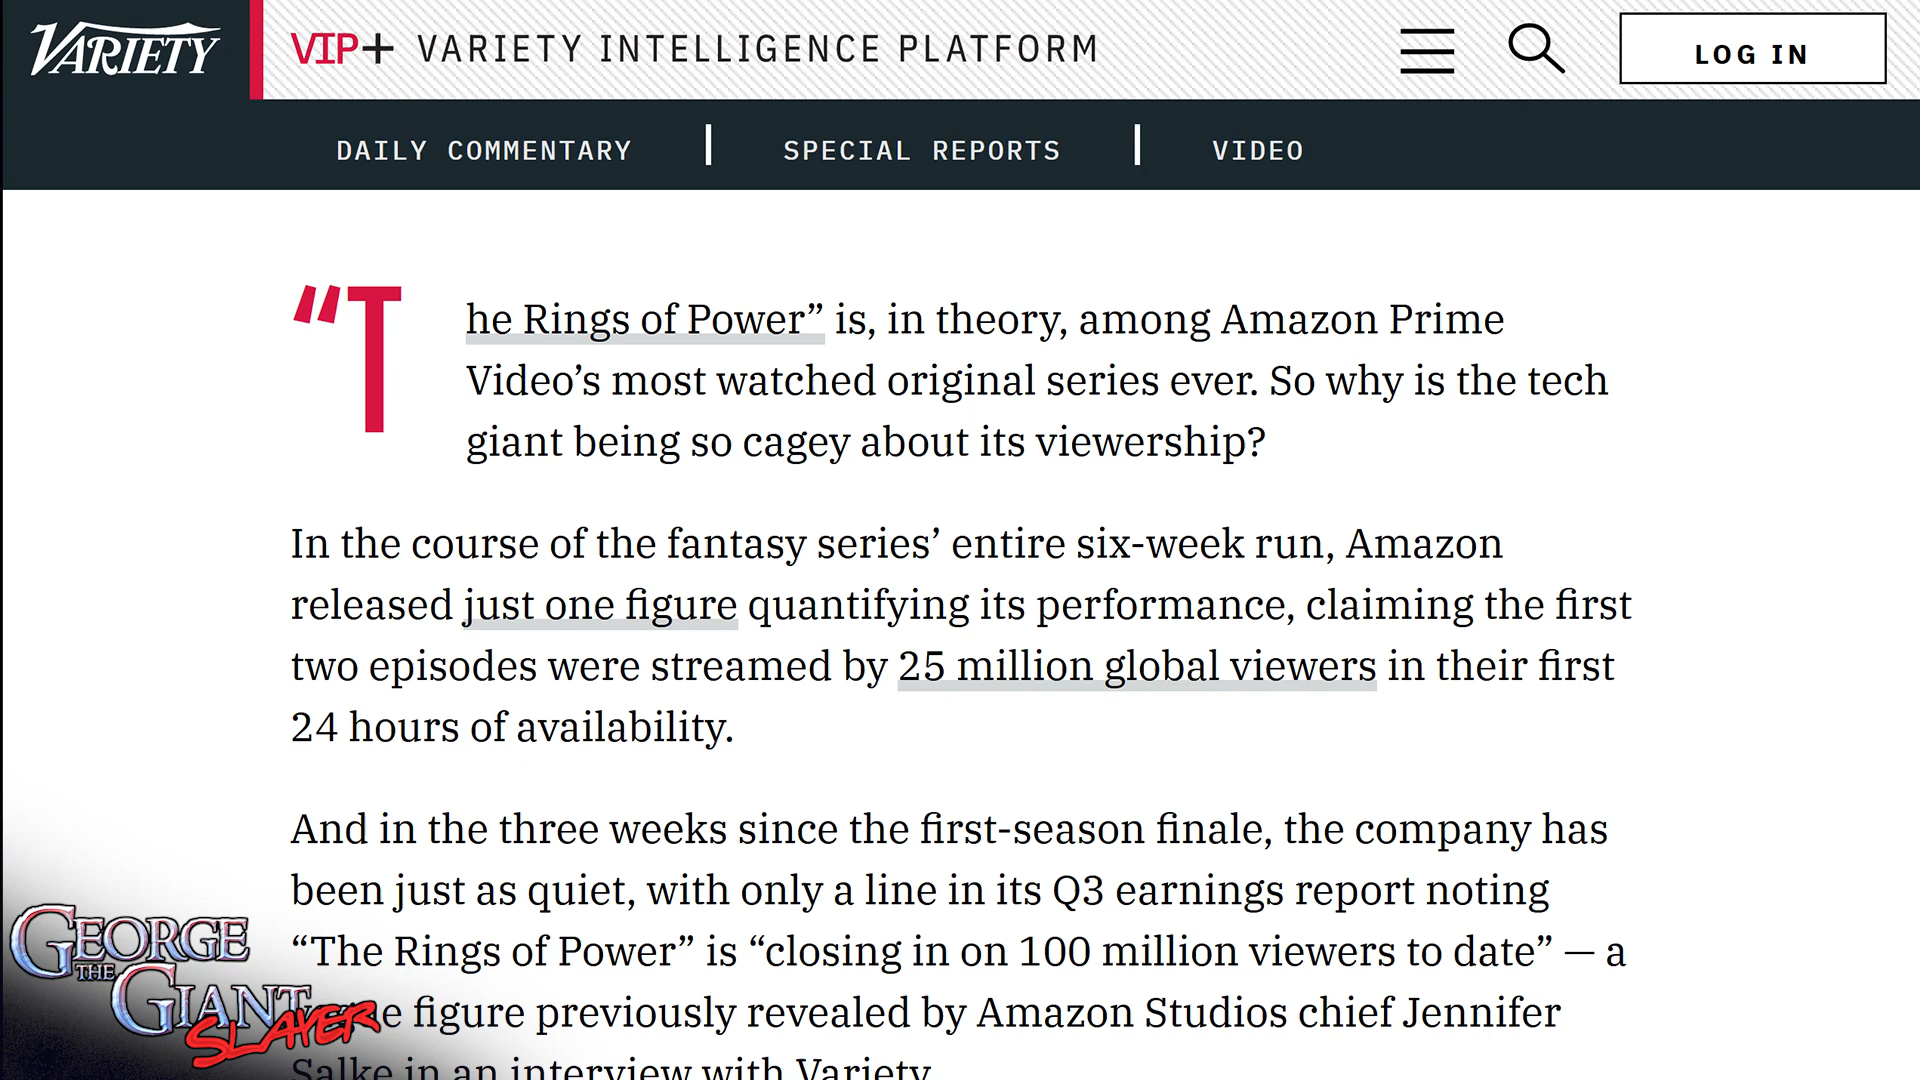 VARIETY
VIP+ VARIETY INTELLIGENCE PLATFORM
LOG IN
DAILY COMMENTARY
SPECIAL REPORTS
VIDEO
“The Rings of Power” is, in theory, among Amazon Prime
Video’s most watched original series ever. So why is the tech
giant being so cagey about its viewership?
In the course of the fantasy series’ entire six-week run, Amazon
released just one figure quantifying its performance, claiming the first
two episodes were streamed by 25 million global viewers in their first
24 hours of availability.
And in the three weeks since the first-season finale, the company has
been just as quiet, with only a line in its Q3 earnings report noting
“The Rings of Power” is “closing in on 100 million viewers to date” — a
figure previously revealed by Amazon Studios chief Jennifer
Salke in an interview with Variety.
GEORGE
THE
GIANT
SLAYER